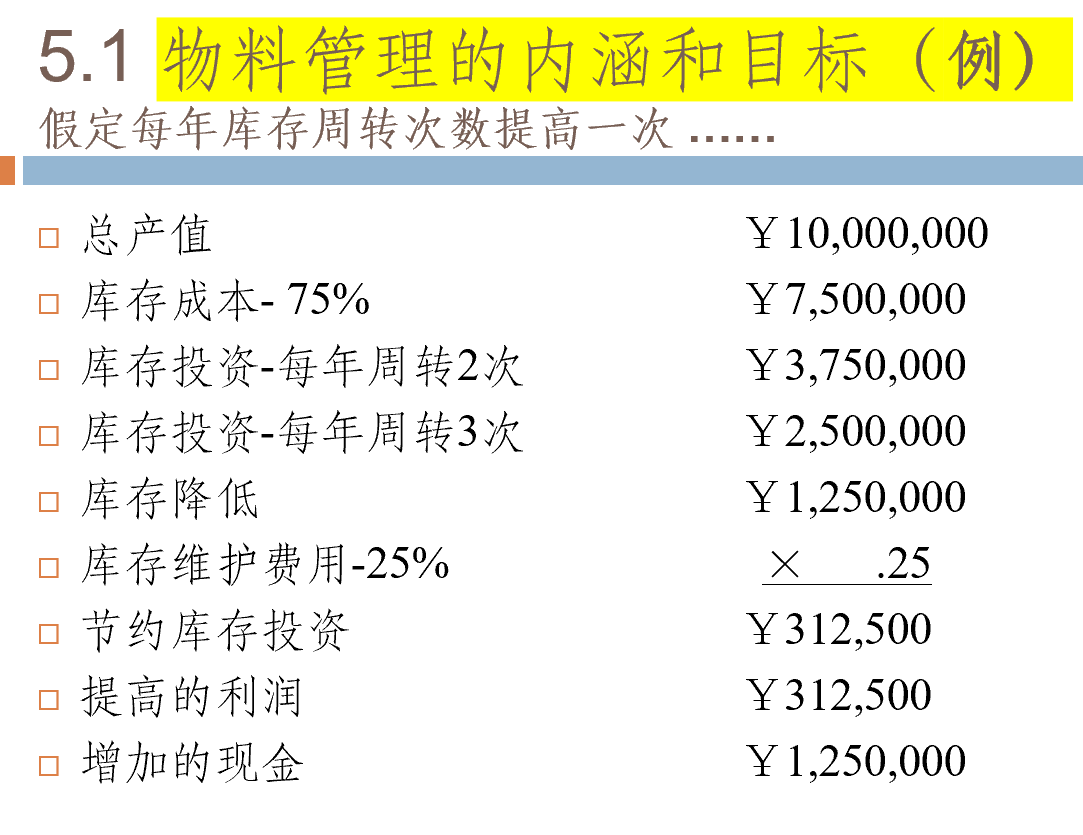 5.1 物料管理的内涵和目标（例）
假定每年库存周转次数提高一次 ……
总产值 ￥10,000,000
库存成本- 75% ￥7,500,000
库存投资-每年周转2次 ￥3,750,000
库存投资-每年周转3次 ￥2,500,000
库存降低 ￥1,250,000
库存维护费用-25% × .25
节约库存投资 ￥312,500
提高的利润 ￥312,500
增加的现金 ￥1,250,000